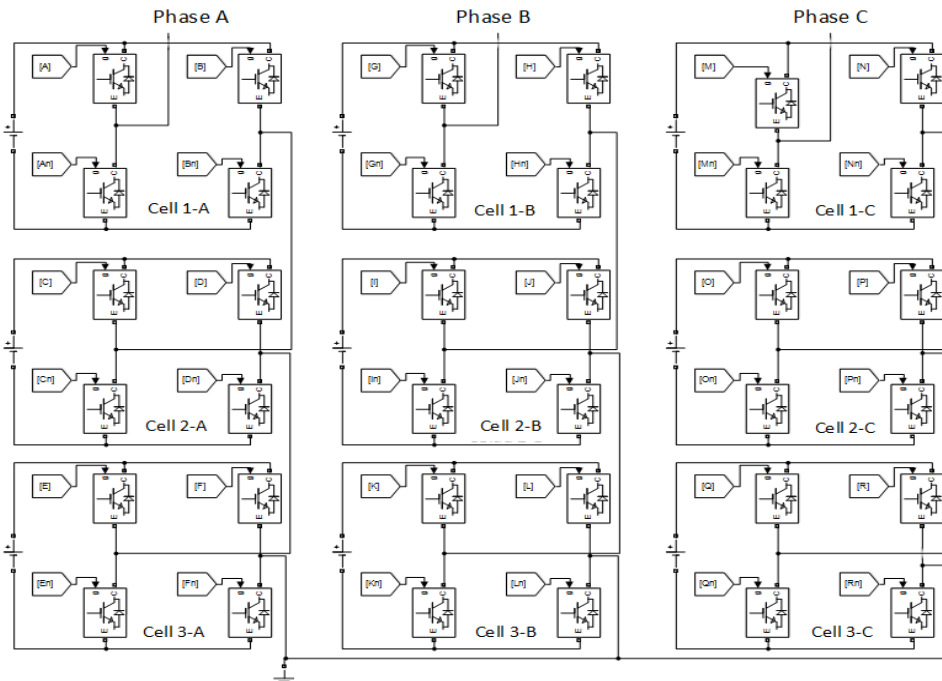 Phase A Phase B Phase C
[A] g C [B] g C [G] g C [H] g C [M] g C [N] g C
E E E E E E
+ + +
[An] g C [Bn] g C [Gn] g C [Hn] g C [Mn] g C [Nn] g C
E E E E E E
Cell 1-A Cell 1-B Cell 1-C
[C] g C [D] g C [I] g C [J] g C [O] g C [P] g C
E E E E E E
+ + +
[Cn] g C [Dn] g C [In] g C [Jn] g C [On] g C [Pn] g C
E E E E E E
Cell 2-A Cell 2-B Cell 2-C
[E] g C [F] g C [K] g C [L] g C [Q] g C [R] g C
E E E E E E
+ + +
[En] g C [Fn] g C [Kn] g C [Ln] g C [Qn] g C [Rn] g C
E E E E E E
Cell 3-A Cell 3-B Cell 3-C